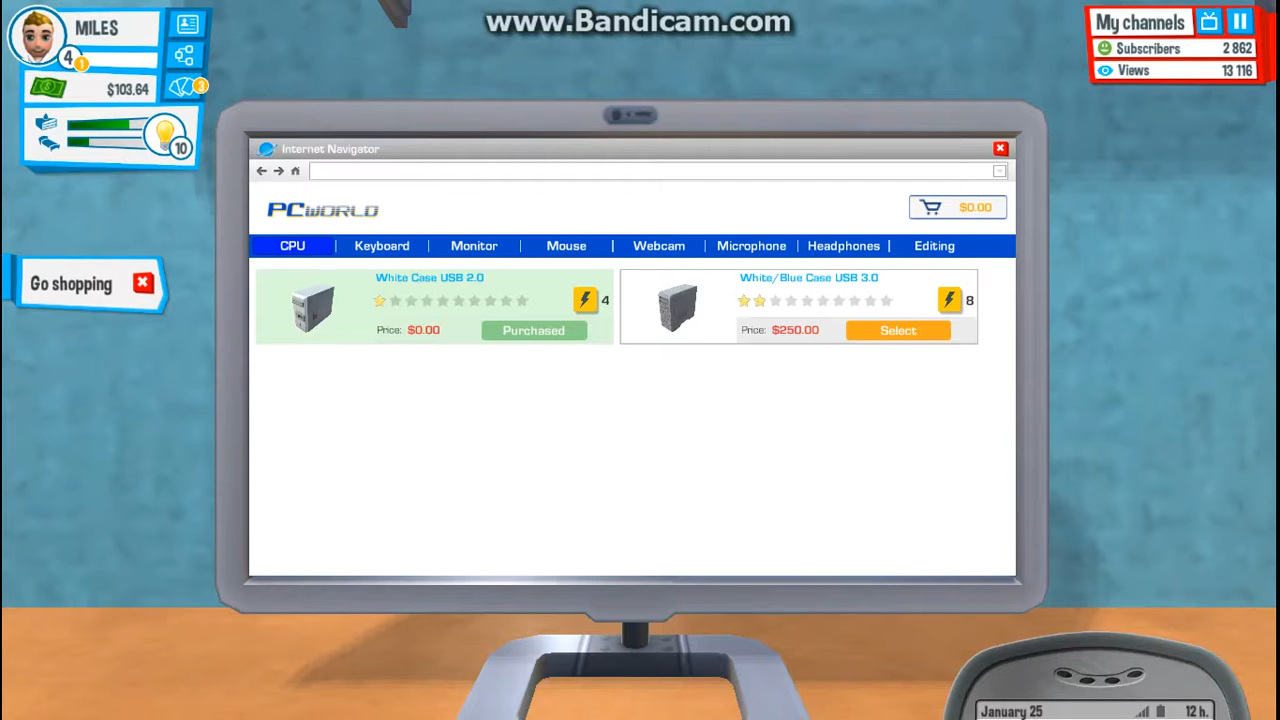 www.Bandicam.com
MILES
4
1
$103.64
3
10
My channels
Subscribers 2 862
Views 13 116
Go shopping
Internet Navigator
PCWORLD
$0.00
CPU | Keyboard | Monitor | Mouse | Webcam | Microphone | Headphones | Editing
White Case USB 2.0
4
Price: $0.00 Purchased
White/Blue Case USB 3.0
8
Price: $250.00 Select
January 25 12 h.